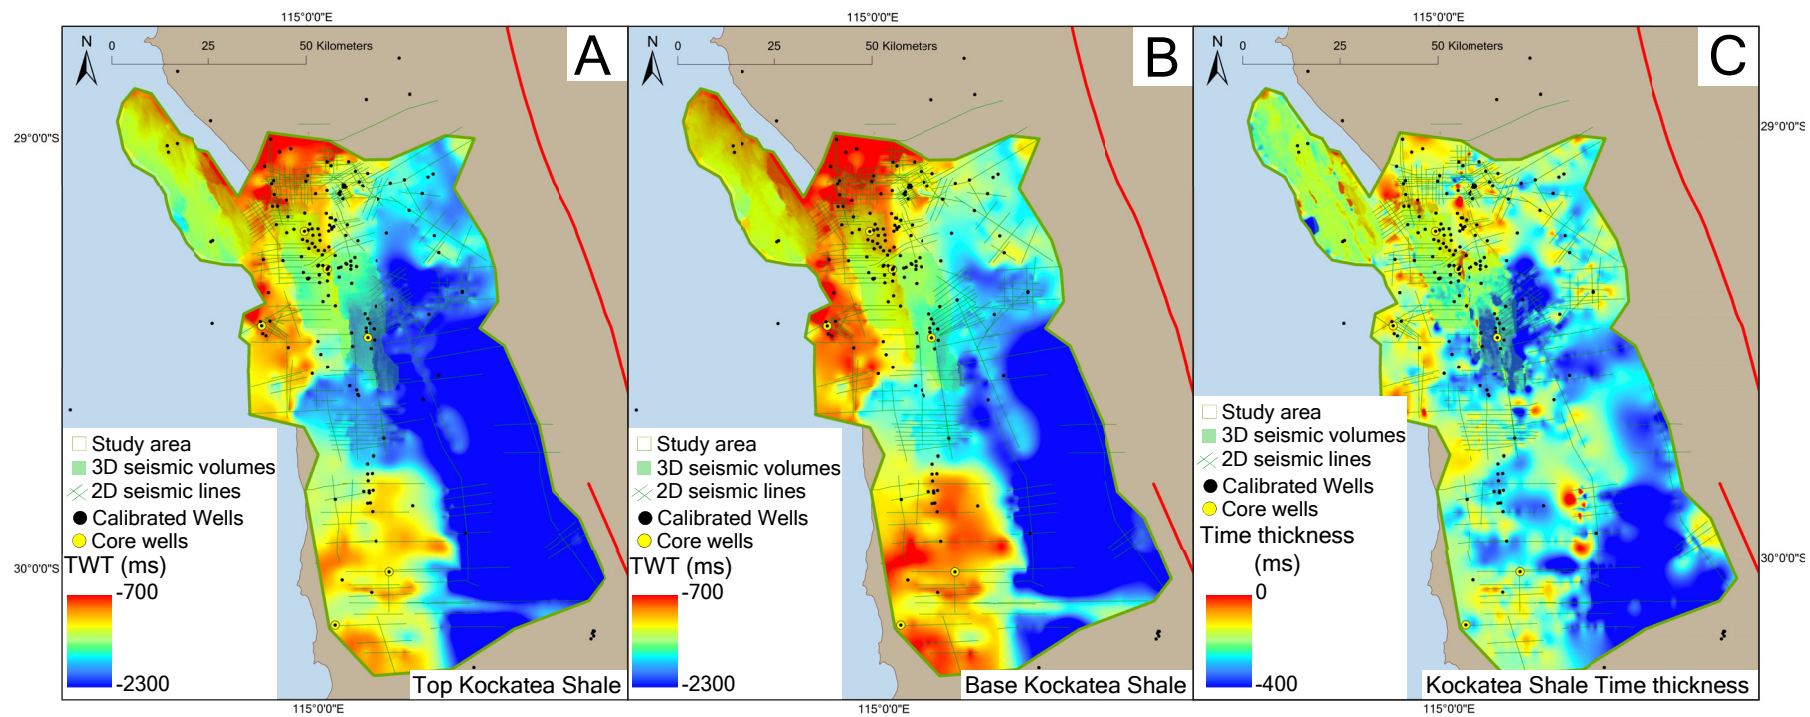 115°0'0"E
115°0'0"E
115°0'0"E
N
0 25 50 Kilometers
A
N
0 25 50 Kilometers
B
N
0 25 50 Kilometers
C
29°0'0"S
29°0'0"S
Study area
3D seismic volumes
2D seismic lines
Calibrated Wells
Core wells
TWT (ms)
-700
-2300
Top Kockatea Shale
Study area
3D seismic volumes
2D seismic lines
Calibrated Wells
Core wells
TWT (ms)
-700
-2300
Base Kockatea Shale
Study area
3D seismic volumes
2D seismic lines
Calibrated Wells
Core wells
Time thickness
(ms)
0
-400
Kockatea Shale Time thickness
30°0'0"S
30°0'0"S
115°0'0"E
115°0'0"E
115°0'0"E